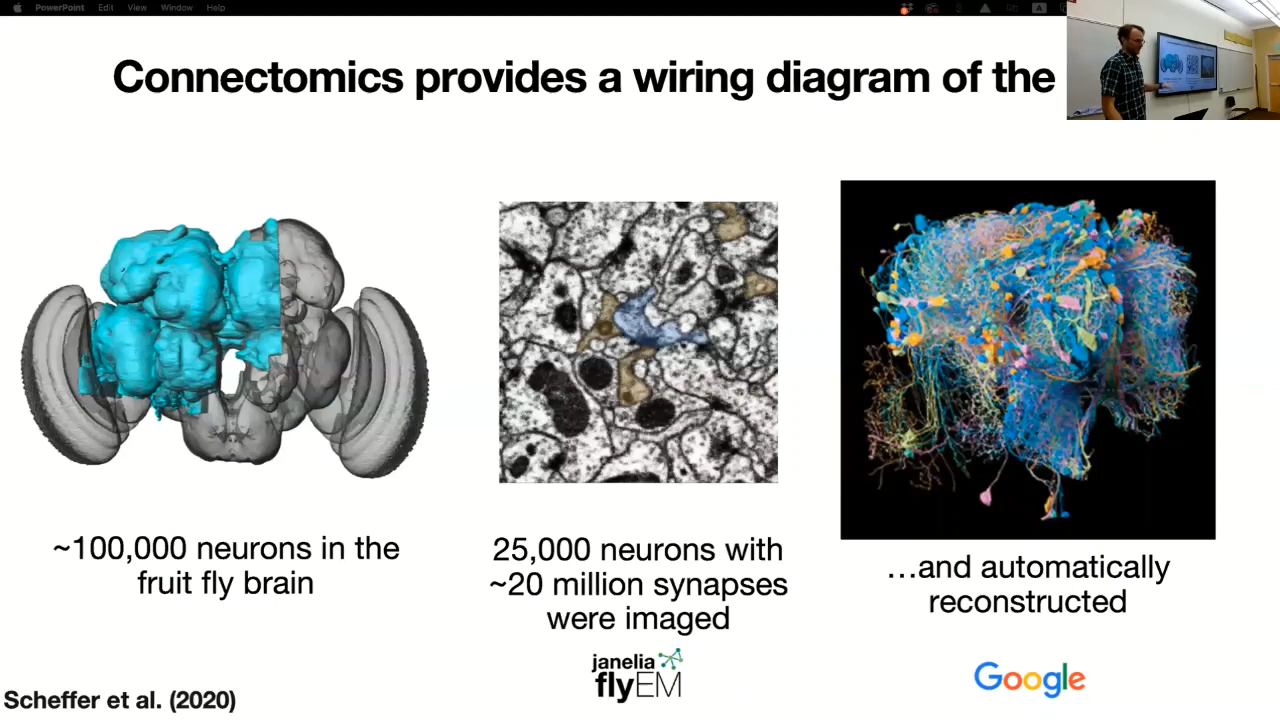 PowerPoint Edit View Window Help
A
Connectomics provides a wiring diagram of the
~100,000 neurons in the
fruit fly brain
25,000 neurons with
~20 million synapses
were imaged
…and automatically
reconstructed
janelia
flyEM
Google
Scheffer et al. (2020)